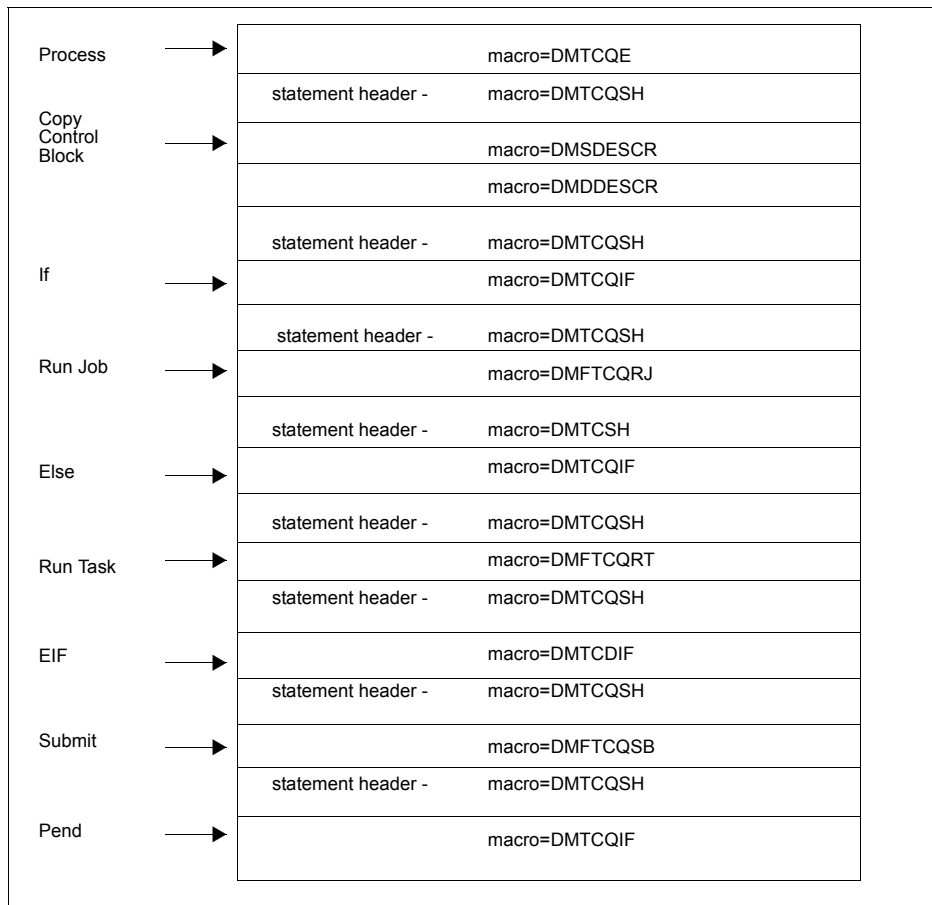 Process macro=DMTCQE
statement header - macro=DMTCQSH
Copy
Control
Block macro=DMSDESCR
macro=DMDDESCR
statement header - macro=DMTCQSH
If macro=DMTCQIF
statement header - macro=DMTCQSH
Run Job macro=DMFTCQRJ
statement header - macro=DMTCSH
Else macro=DMTCQIF
statement header - macro=DMTCQSH
Run Task macro=DMFTCQRT
statement header - macro=DMTCQSH
EIF macro=DMTCDIF
statement header - macro=DMTCQSH
Submit macro=DMFTCQSB
statement header - macro=DMTCQSH
Pend macro=DMTCQIF